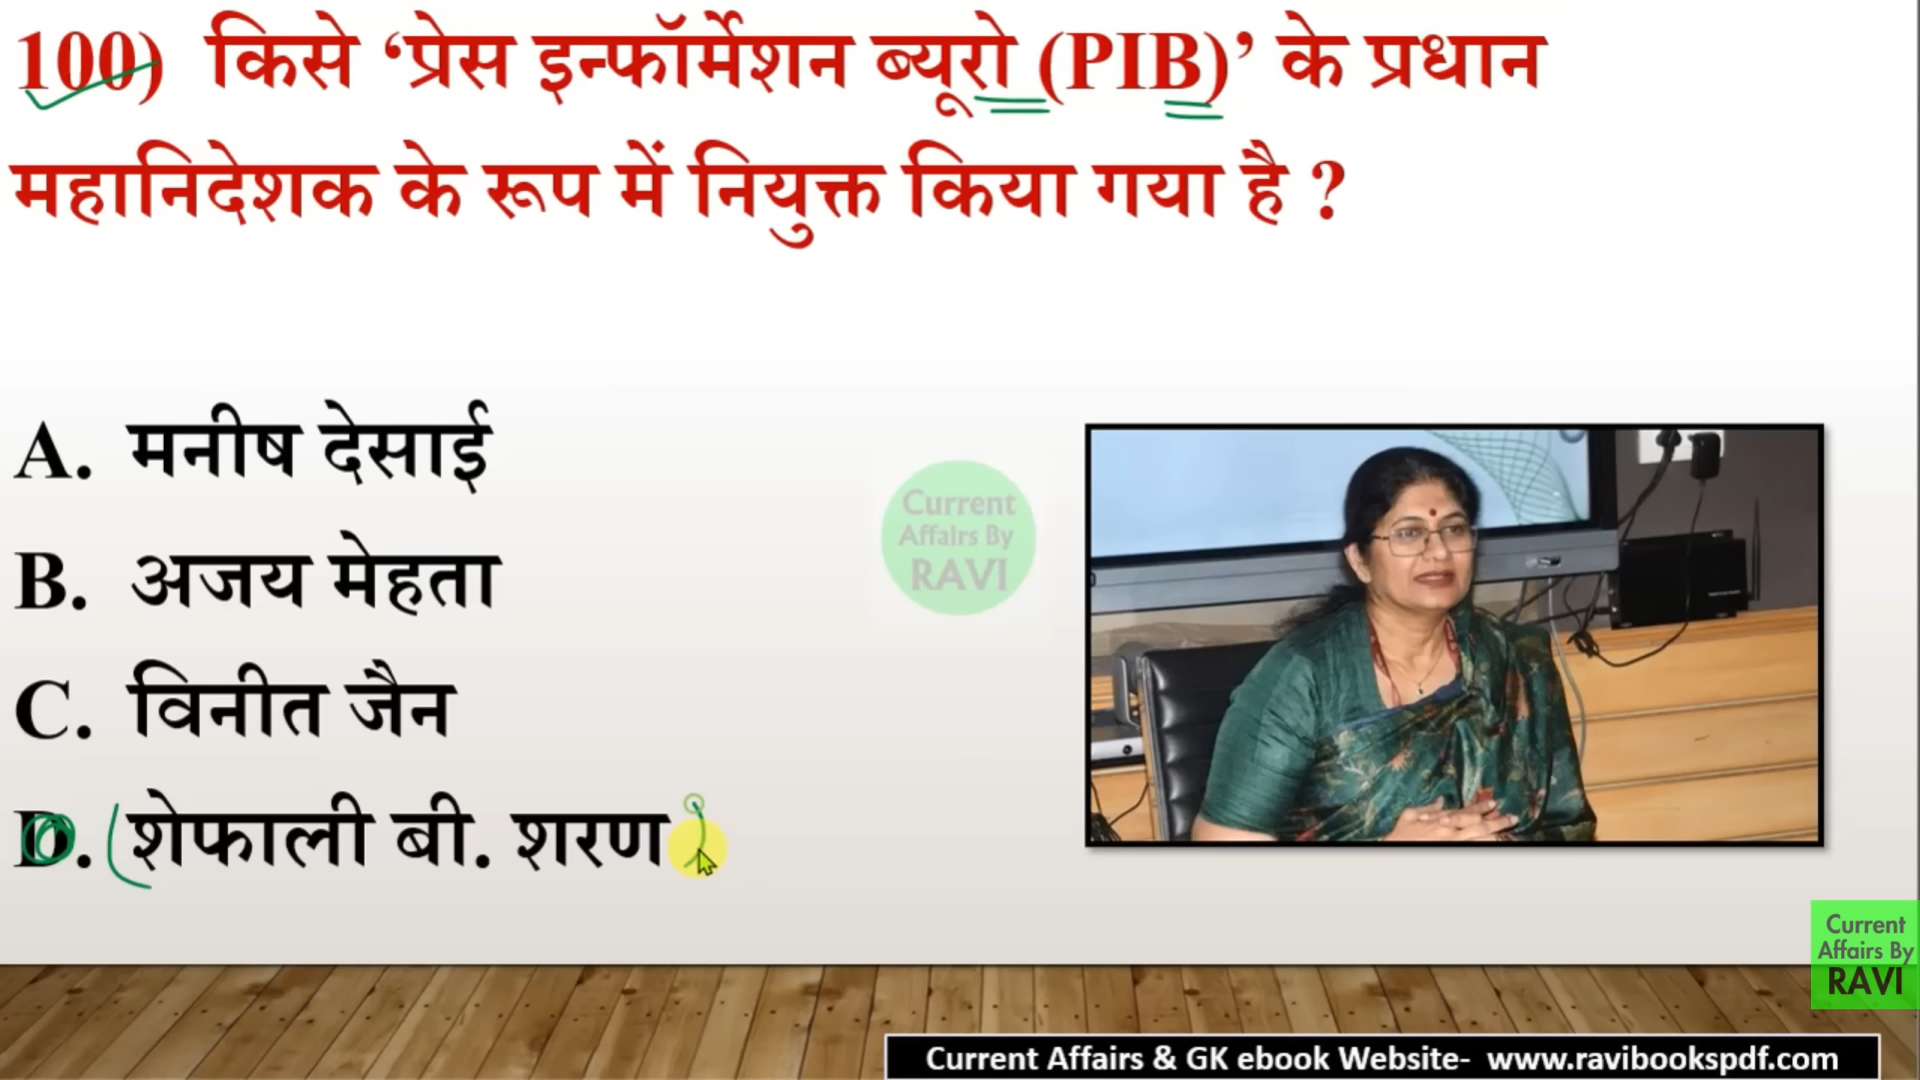 100) किसे ‘प्रेस इन्फॉर्मेशन ब्यूरो (PIB)’ के प्रधान
महानिदेशक के रूप में नियुक्त किया गया है ?
A. मनीष देसाई
B. अजय मेहता
C. विनीत जैन
D. शेफाली बी. शरण
Current
Affairs By
RAVI
Current
Affairs By
RAVI
Current Affairs & GK ebook Website- www.ravibookspdf.com